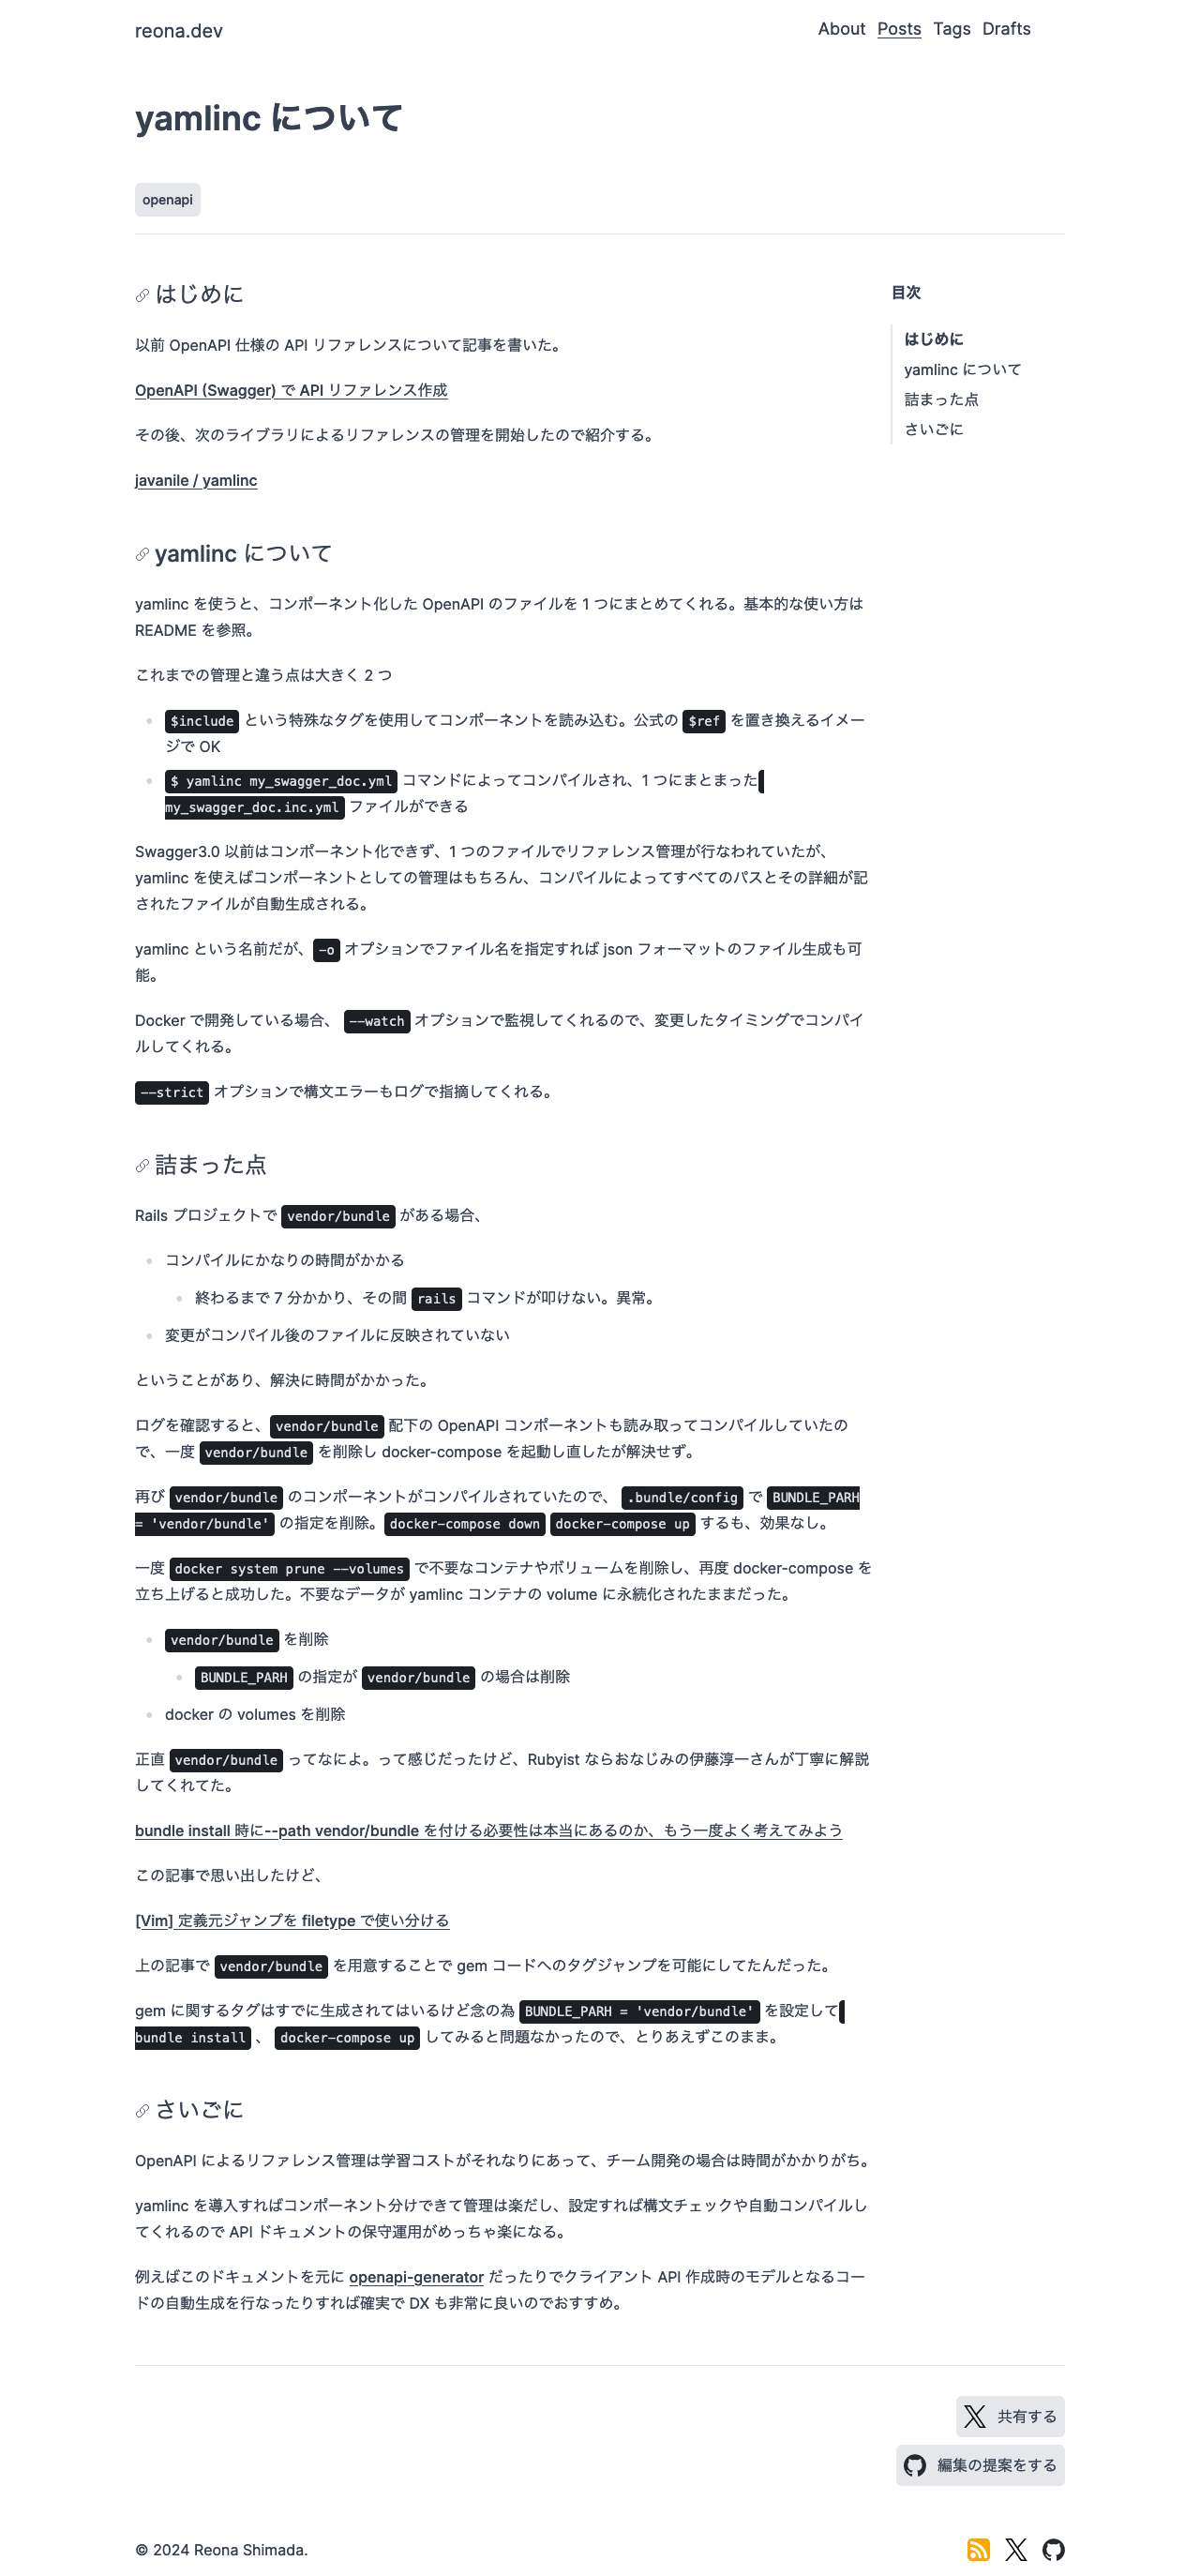 reona.dev
About Posts Tags Drafts
yamlinc について
openapi
はじめに
以前 OpenAPI 仕様の API リファレンスについて記事を書いた。
OpenAPI (Swagger) で API リファレンス作成
その後、次のライブラリによるリファレンスの管理を開始したので紹介する。
javanile / yamlinc
目次
はじめに
yamlinc について
詰まった点
さいごに
yamlinc について
yamlinc を使うと、コンポーネント化した OpenAPI のファイルを 1 つにまとめてくれる。基本的な使い方は
README を参照。
これまでの管理と違う点は大きく 2 つ
$include という特殊なタグを使用してコンポーネントを読み込む。公式の $ref を置き換えるイメー
ジで OK
$ yamlinc my_swagger_doc.yml コマンドによってコンパイルされ、1 つにまとまった
my_swagger_doc.inc.yml ファイルができる
Swagger3.0 以前はコンポーネント化できず、1 つのファイルでリファレンス管理が行なわれていたが、
yamlinc を使えばコンポーネントとしての管理はもちろん、コンパイルによってすべてのパスとその詳細が記
されたファイルが自動生成される。
yamlinc という名前だが、-o オプションでファイル名を指定すれば json フォーマットのファイル生成も可
能。
Docker で開発している場合、 --watch オプションで監視してくれるので、変更したタイミングでコンパイ
ルしてくれる。
--strict オプションで構文エラーもログで指摘してくれる。
詰まった点
Rails プロジェクトで vendor/bundle がある場合、
コンパイルにかなりの時間がかかる
終わるまで 7 分かかり、その間 rails コマンドが叩けない。異常。
変更がコンパイル後のファイルに反映されていない
ということがあり、解決に時間がかかった。
ログを確認すると、vendor/bundle 配下の OpenAPI コンポーネントも読み取ってコンパイルしていたの
で、一度 vendor/bundle を削除し docker-compose を起動し直したが解決せず。
再び vendor/bundle のコンポーネントがコンパイルされていたので、 .bundle/config で BUNDLE_PARH
= 'vendor/bundle' の指定を削除。docker-compose down docker-compose up するも、効果なし。
一度 docker system prune --volumes で不要なコンテナやボリュームを削除し、再度 docker-compose を
立ち上げると成功した。不要なデータが yamlinc コンテナの volume に永続化されたままだった。
vendor/bundle を削除
BUNDLE_PARH の指定が vendor/bundle の場合は削除
docker の volumes を削除
正直 vendor/bundle ってなによ。って感じだったけど、Rubyist ならおなじみの伊藤淳一さんが丁寧に解説
してくれてた。
bundle install 時に--path vendor/bundle を付ける必要性は本当にあるのか、もう一度よく考えてみよう
この記事で思い出したけど、
[Vim] 定義元ジャンプを filetype で使い分ける
上の記事で vendor/bundle を用意することで gem コードへのタグジャンプを可能にしてたんだった。
gem に関するタグはすでに生成されてはいるけど念の為 BUNDLE_PARH = 'vendor/bundle' を設定して
bundle install 、 docker-compose up してみると問題なかったので、とりあえずこのまま。
さいごに
OpenAPI によるリファレンス管理は学習コストがそれなりにあって、チーム開発の場合は時間がかかりがち。
yamlinc を導入すればコンポーネント分けできて管理は楽だし、設定すれば構文チェックや自動コンパイルし
てくれるので API ドキュメントの保守運用がめっちゃ楽になる。
例えばこのドキュメントを元に openapi-generator だったりでクライアント API 作成時のモデルとなるコー
ドの自動生成を行なったりすれば確実で DX も非常に良いのでおすすめ。
共有する
編集の提案をする
© 2024 Reona Shimada.